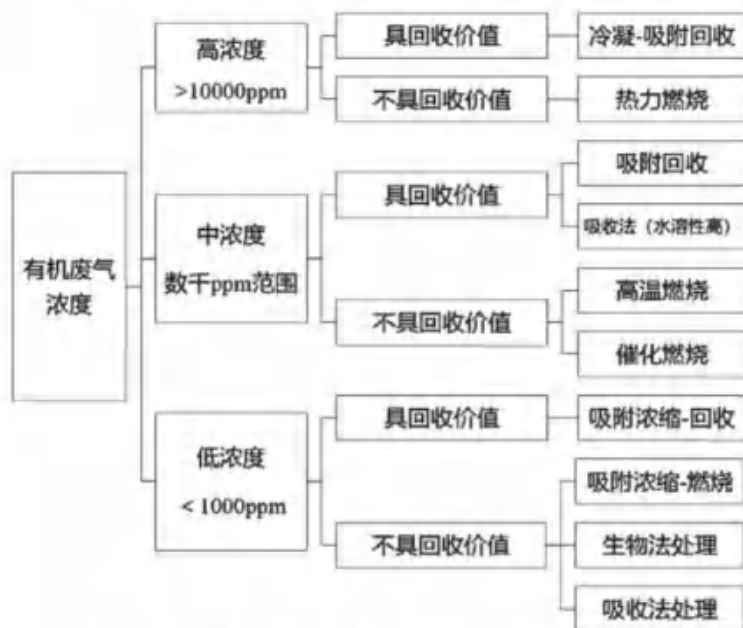 有机废气
浓度
高浓度
>10000ppm
具回收价值
冷凝-吸附回收
不具回收价值
热力燃烧
中浓度
数千ppm范围
具回收价值
吸附回收
吸收法（水溶性高）
不具回收价值
高温燃烧
催化燃烧
低浓度
< 1000ppm
具回收价值
吸附浓缩-回收
不具回收价值
吸附浓缩-燃烧
生物法处理
吸收法处理